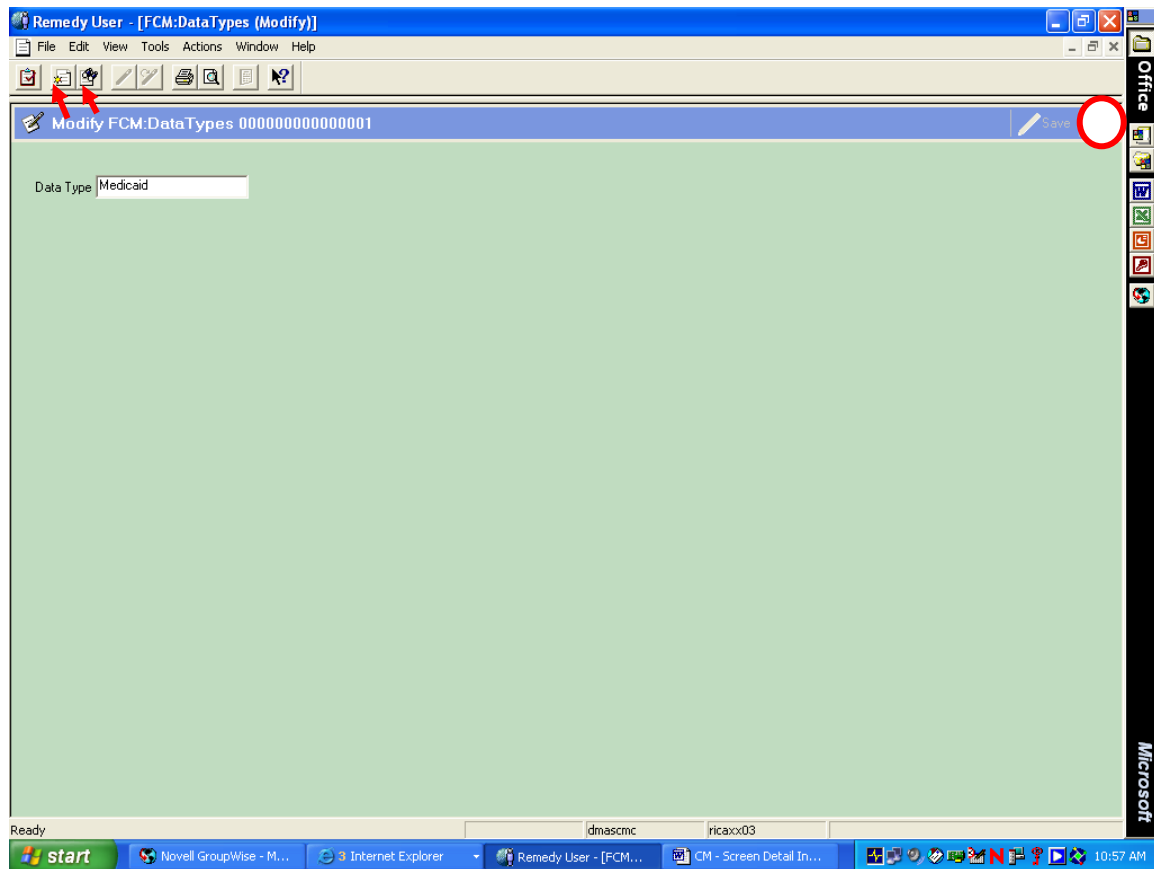 Remedy User - [FCM:DataTypes (Modify)]
File Edit View Tools Actions Window Help
Office
Modify FCM:DataTypes 000000000000001
Save
Data Type Medicaid
Microsoft
Ready dmascmc ricaxx03
start Novell GroupWise - M... 3 Internet Explorer Remedy User - [FCM... CM - Screen Detail In... N 10:57 AM